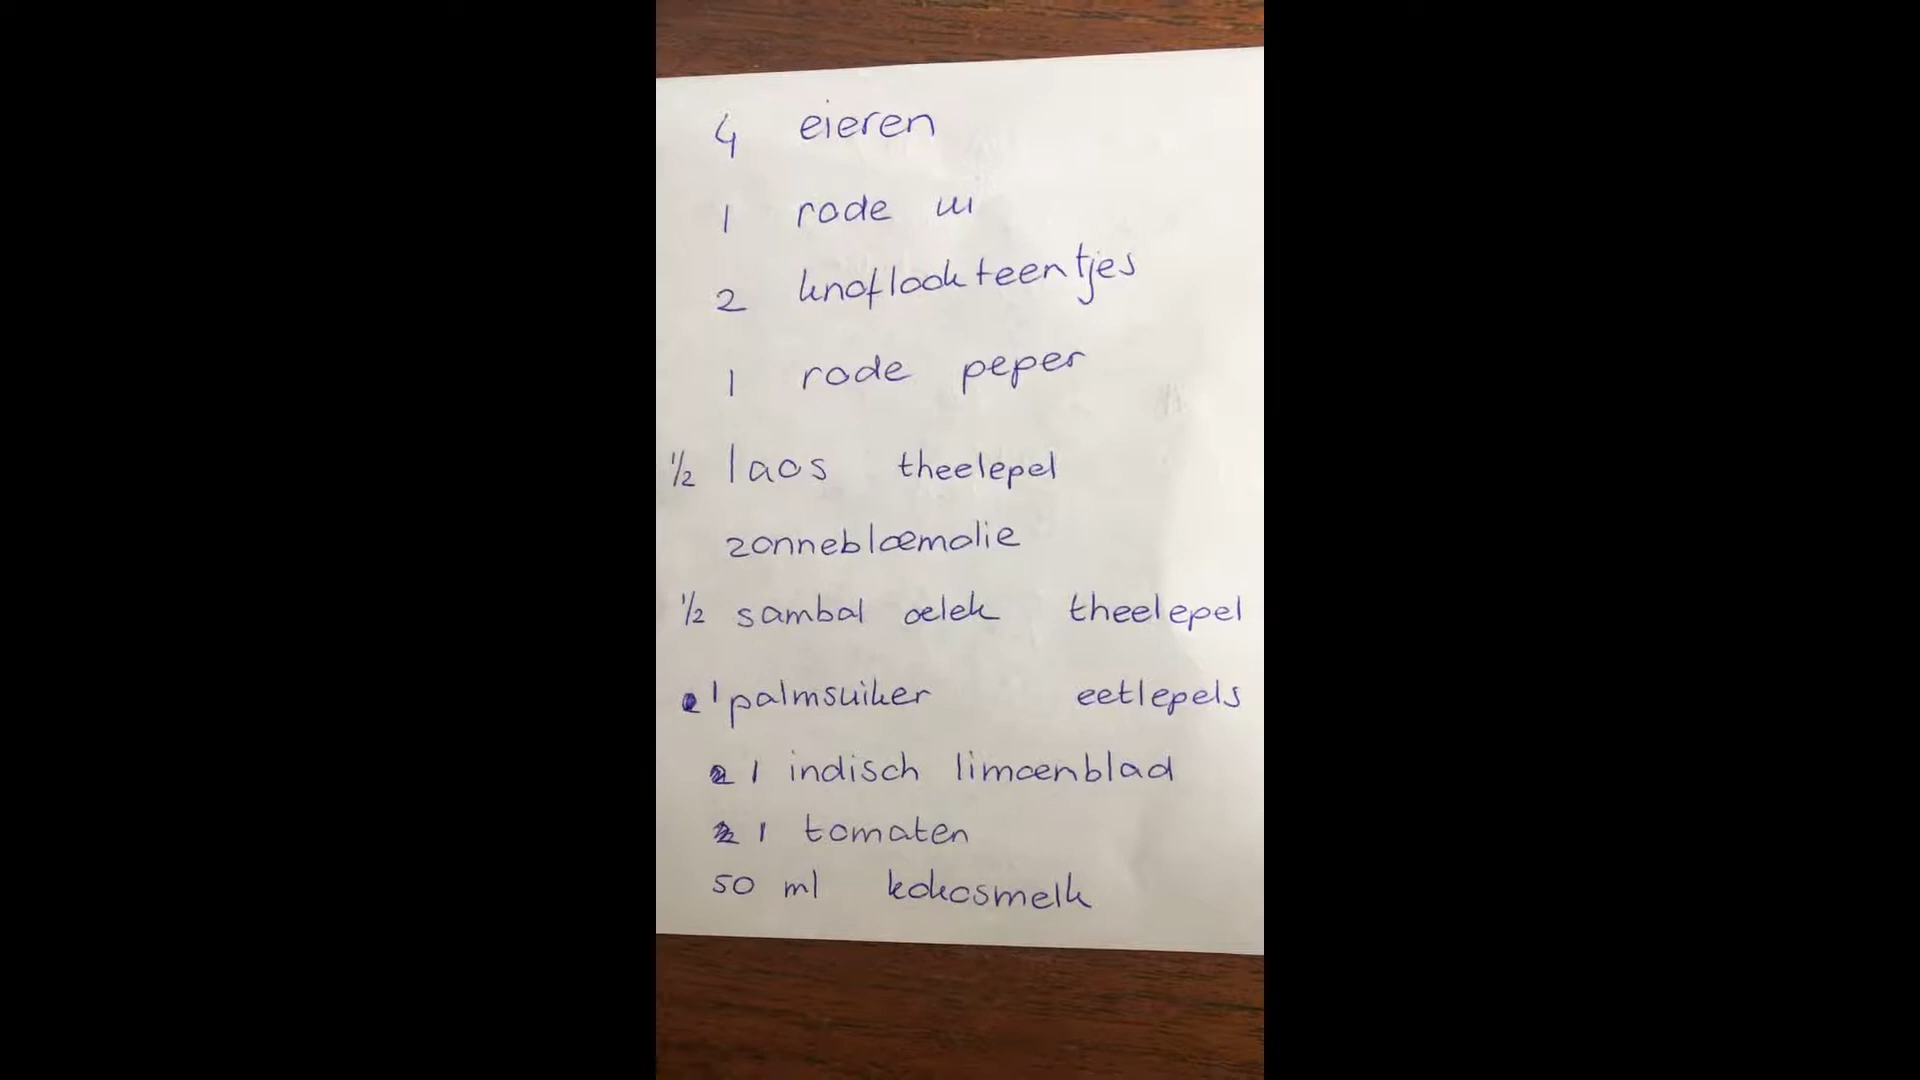 4 eieren
1 rode ui
2 knoflookteentjes
1 rode peper
1/2 laos theelepel
zonnebloemolie
1/2 sambal oelek theelepel
1 palmsuiker eetlepels
1 indisch limoenblad
1 tomaten
50 ml kokosmelk